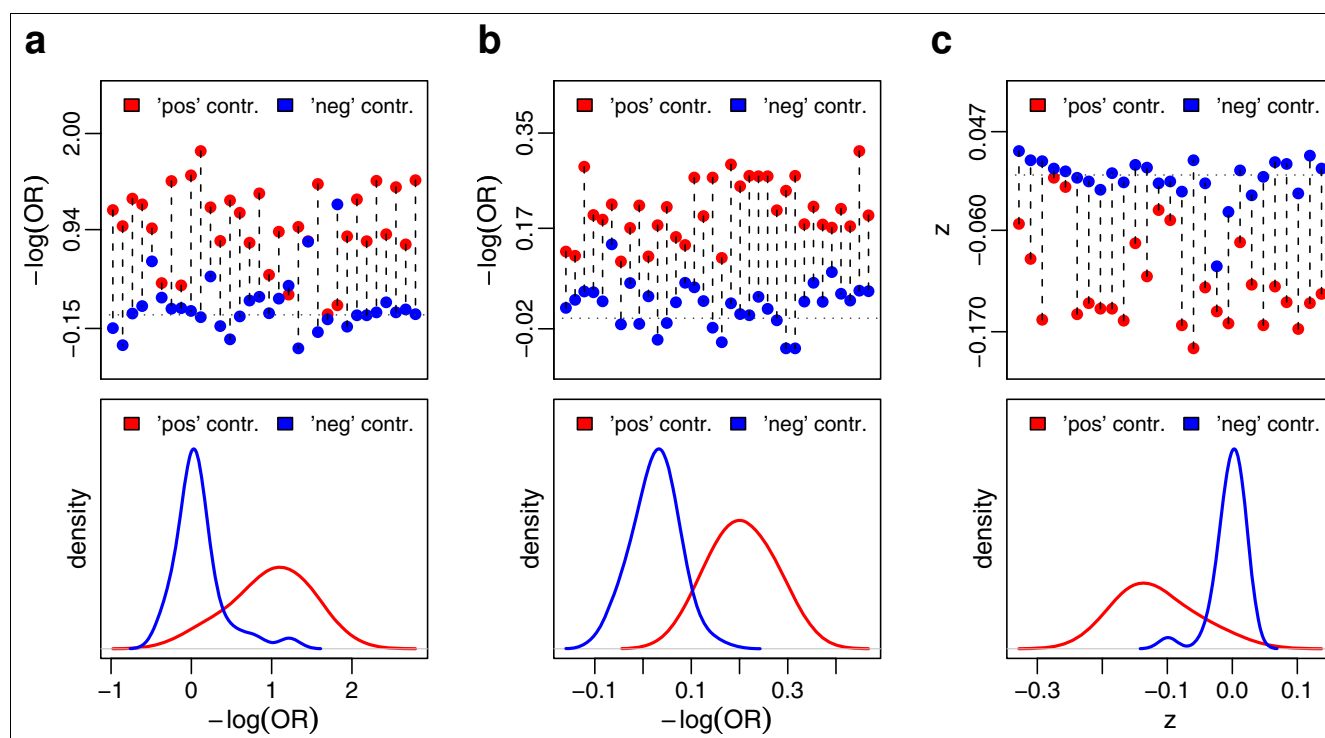 a
'pos' contr. 'neg' contr.
−log(OR)
2.00
0.94
−0.15
'pos' contr. 'neg' contr.
density
−1 0 1 2
−log(OR)
b
'pos' contr. 'neg' contr.
−log(OR)
0.35
0.17
−0.02
'pos' contr. 'neg' contr.
density
−0.1 0.1 0.3
−log(OR)
c
'pos' contr. 'neg' contr.
z
0.047
−0.060
−0.170
'pos' contr. 'neg' contr.
density
−0.3 −0.1 0.0 0.1
z